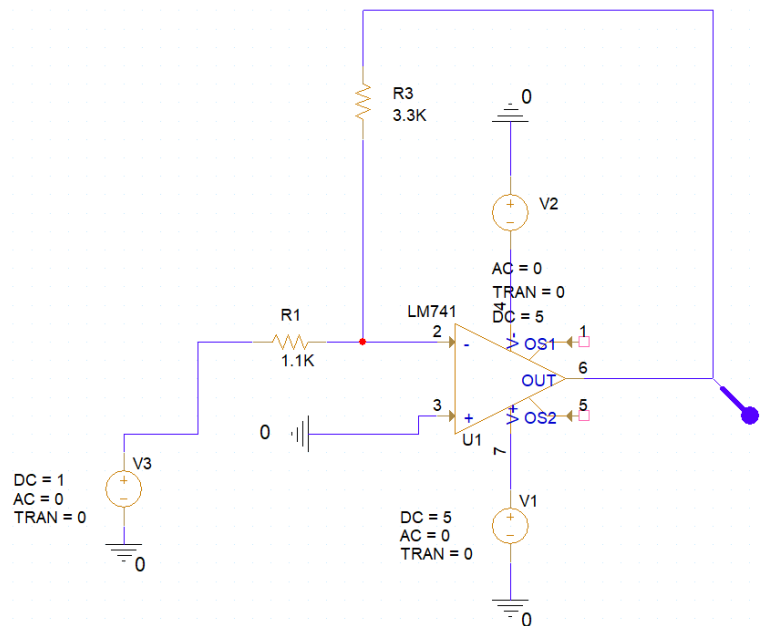 R3
3.3K
0
V2
AC = 0
TRAN = 0
DC = 5
4
LM741
R1
1.1K
2
-
V-
OS1
1
OUT
6
3
+
V+
OS2
5
U1
7
0
V3
DC = 1
AC = 0
TRAN = 0
0
V1
DC = 5
AC = 0
TRAN = 0
0